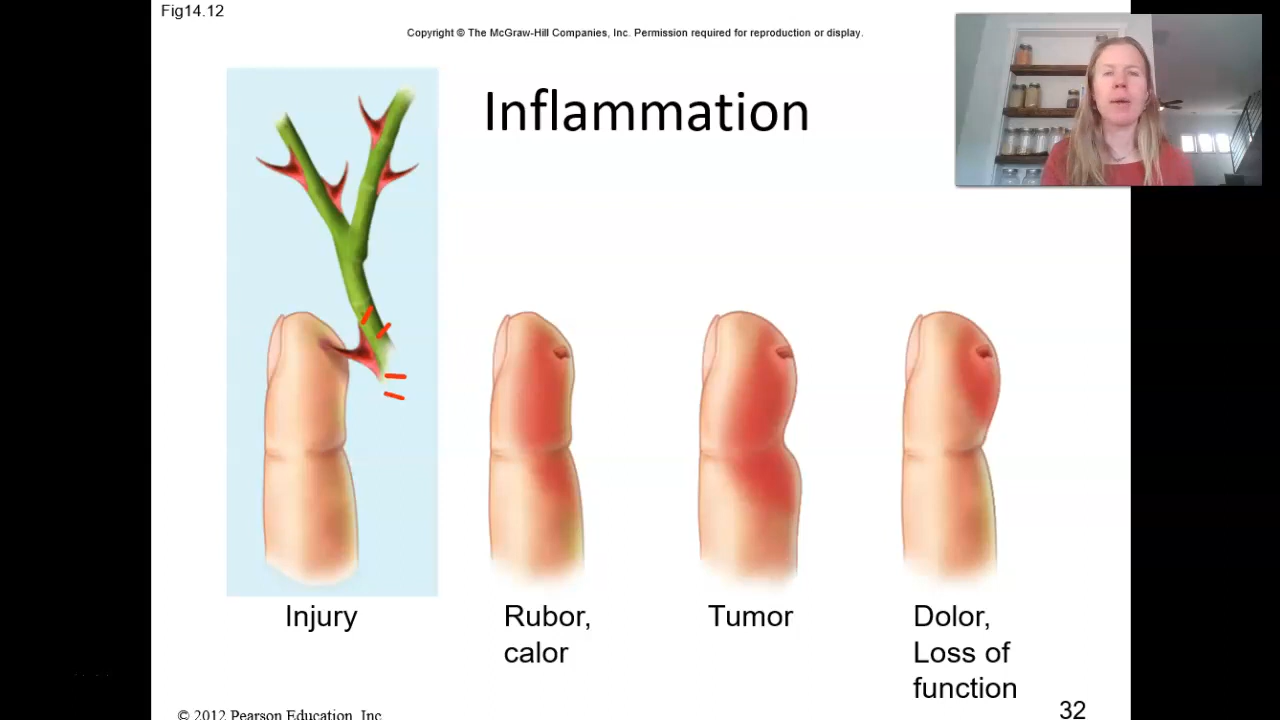 Fig14.12
Copyright © The McGraw-Hill Companies, Inc. Permission required for reproduction or display.
Inflammation
Injury
Rubor,
calor
Tumor
Dolor,
Loss of
function
© 2012 Pearson Education, Inc
32